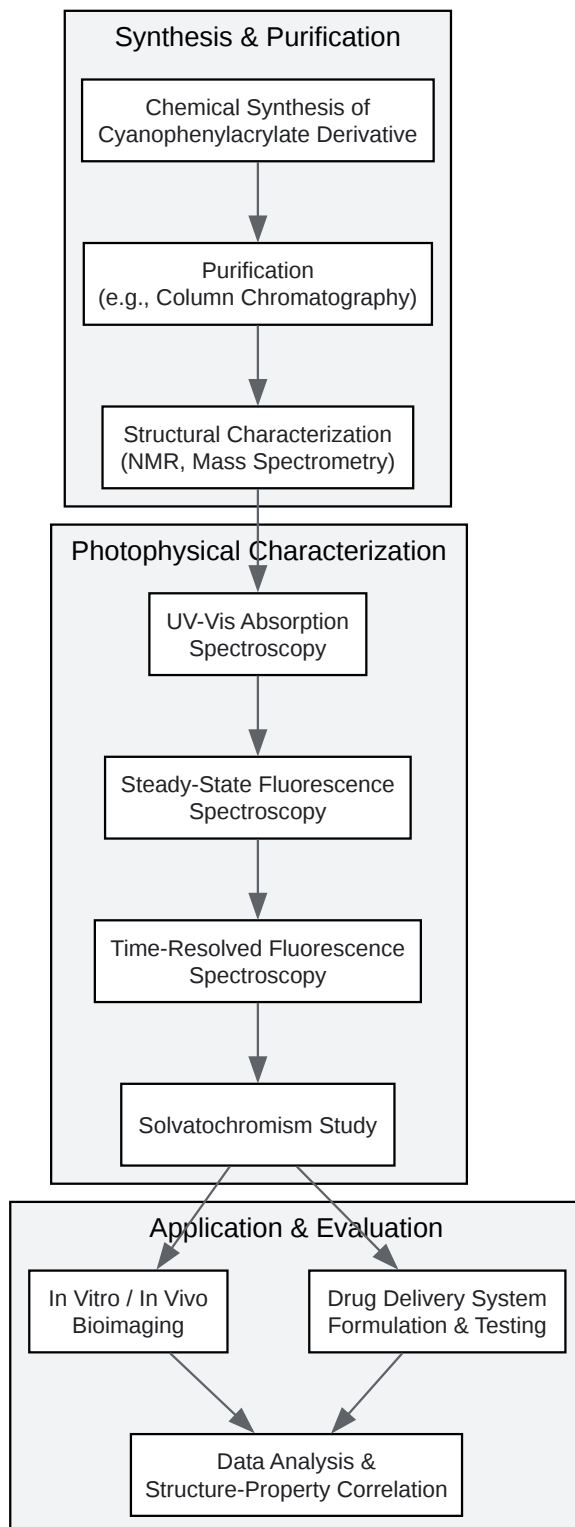 Synthesis & Purification
Chemical Synthesis of
Cyanophenylacrylate Derivative
Purification
(e.g., Column Chromatography)
Structural Characterization
(NMR, Mass Spectrometry)
Photophysical Characterization
UV-Vis Absorption
Spectroscopy
Steady-State Fluorescence
Spectroscopy
Time-Resolved Fluorescence
Spectroscopy
Solvatochromism Study
Application & Evaluation
In Vitro / In Vivo
Bioimaging
Drug Delivery System
Formulation & Testing
Data Analysis &
Structure-Property Correlation